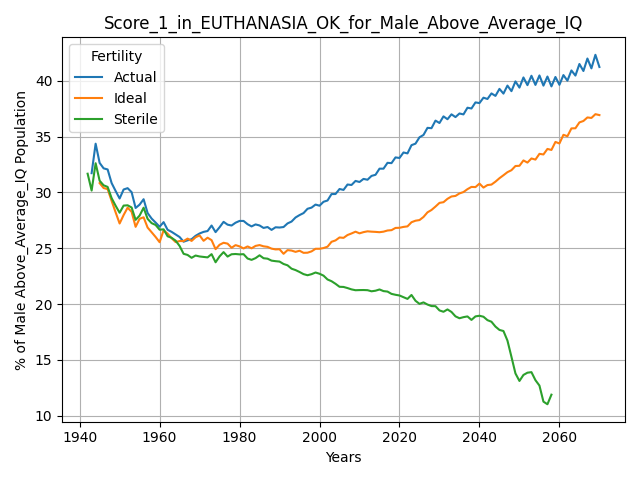 Score_1_in_EUTHANASIA_OK_for_Male_Above_Average_IQ
Fertility
Actual
Ideal
Sterile
% of Male Above_Average_IQ Population
40
35
30
25
20
15
10
1940
1960
1980
2000
2020
2040
2060
Years